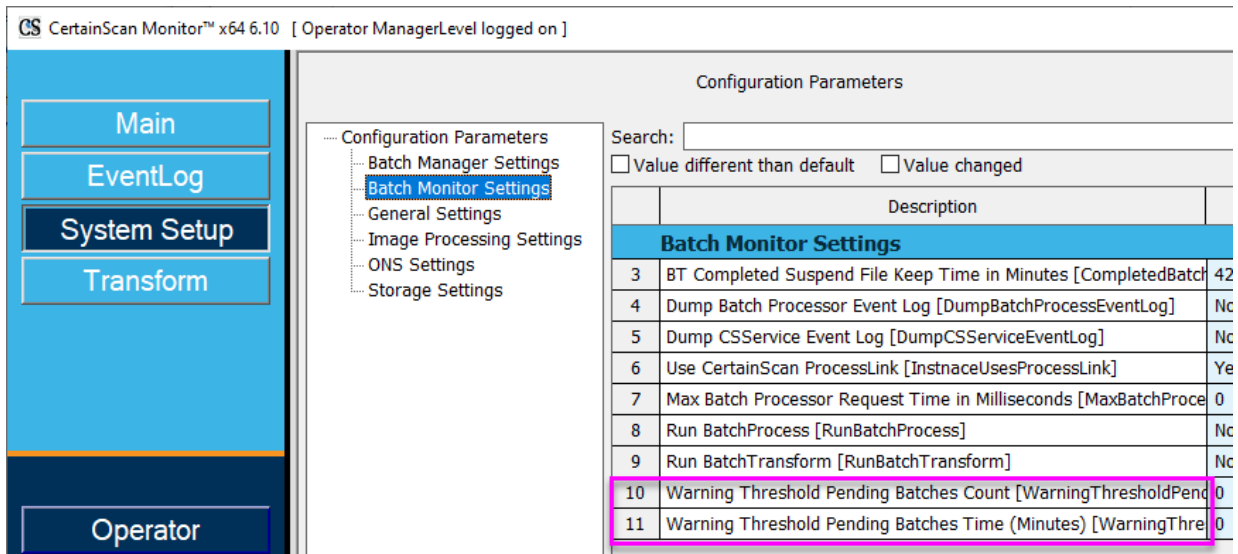 CS CertainScan Monitor™ x64 6.10 [ Operator ManagerLevel logged on ]
Main
EventLog
System Setup
Transform
Operator
Configuration Parameters
Configuration Parameters
Batch Manager Settings
Batch Monitor Settings
General Settings
Image Processing Settings
ONS Settings
Storage Settings
Search:
Value different than default Value changed
Description
Batch Monitor Settings
3 BT Completed Suspend File Keep Time in Minutes [CompletedBatch 42
4 Dump Batch Processor Event Log [DumpBatchProcessEventLog] No
5 Dump CSService Event Log [DumpCSServiceEventLog] No
6 Use CertainScan ProcessLink [InstnaceUsesProcessLink] Ye
7 Max Batch Processor Request Time in Milliseconds [MaxBatchProce 0
8 Run BatchProcess [RunBatchProcess] No
9 Run BatchTransform [RunBatchTransform] No
10 Warning Threshold Pending Batches Count [WarningThresholdPend 0
11 Warning Threshold Pending Batches Time (Minutes) [WarningThre 0